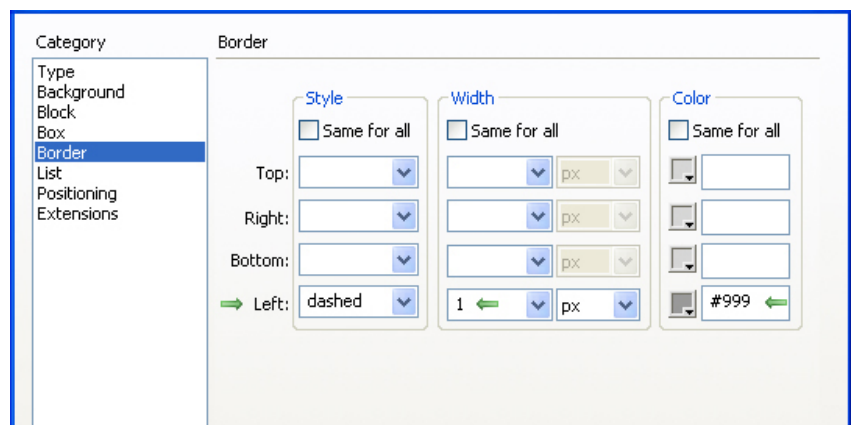 Category
Border
Type
Background
Block
Box
Border
List
Positioning
Extensions
Style
Width
Color
Same for all
Same for all
Same for all
Top:
px
Right:
px
Bottom:
px
Left:
dashed
1
px
#999